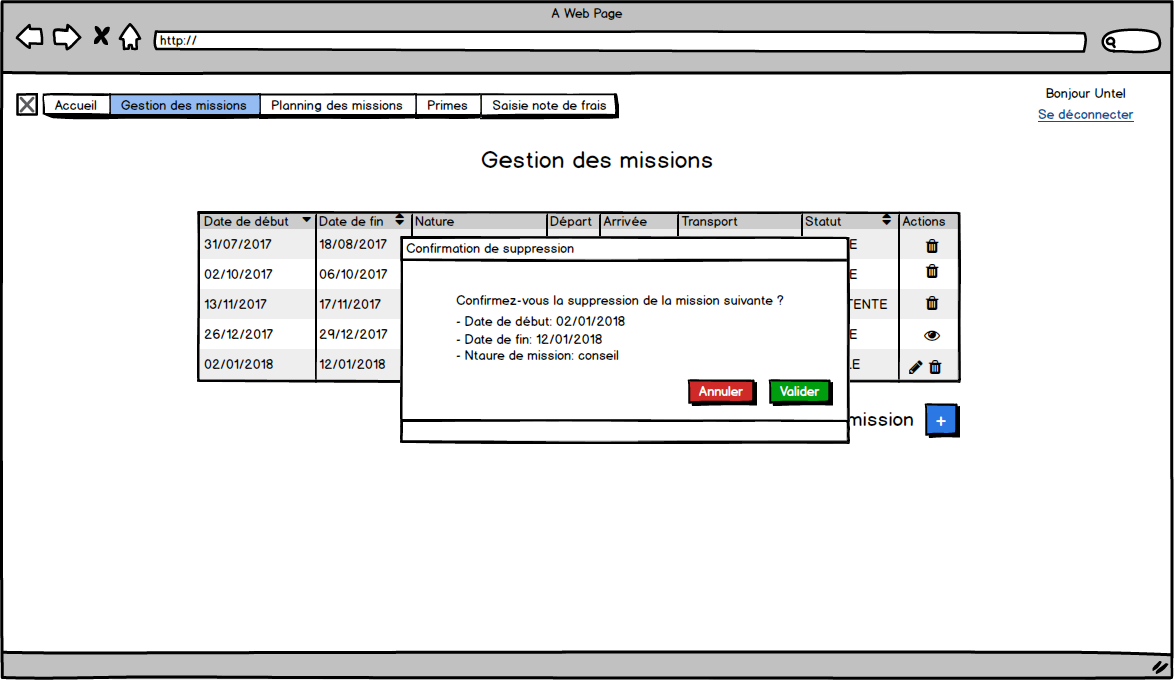 A Web Page
http://
Accueil Gestion des missions Planning des missions Primes Saisie note de frais
Bonjour Untel
Se déconnecter
Gestion des missions
Date de début Date de fin Nature Départ Arrivée Transport Statut Actions
31/07/2017 18/08/2017 E
02/10/2017 06/10/2017 E
13/11/2017 17/11/2017 TENTE
26/12/2017 29/12/2017 E
02/01/2018 12/01/2018 LE
Confirmation de suppression
Confirmez-vous la suppression de la mission suivante ?
- Date de début: 02/01/2018
- Date de fin: 12/01/2018
- Ntaure de mission: conseil
Annuler Valider
mission +